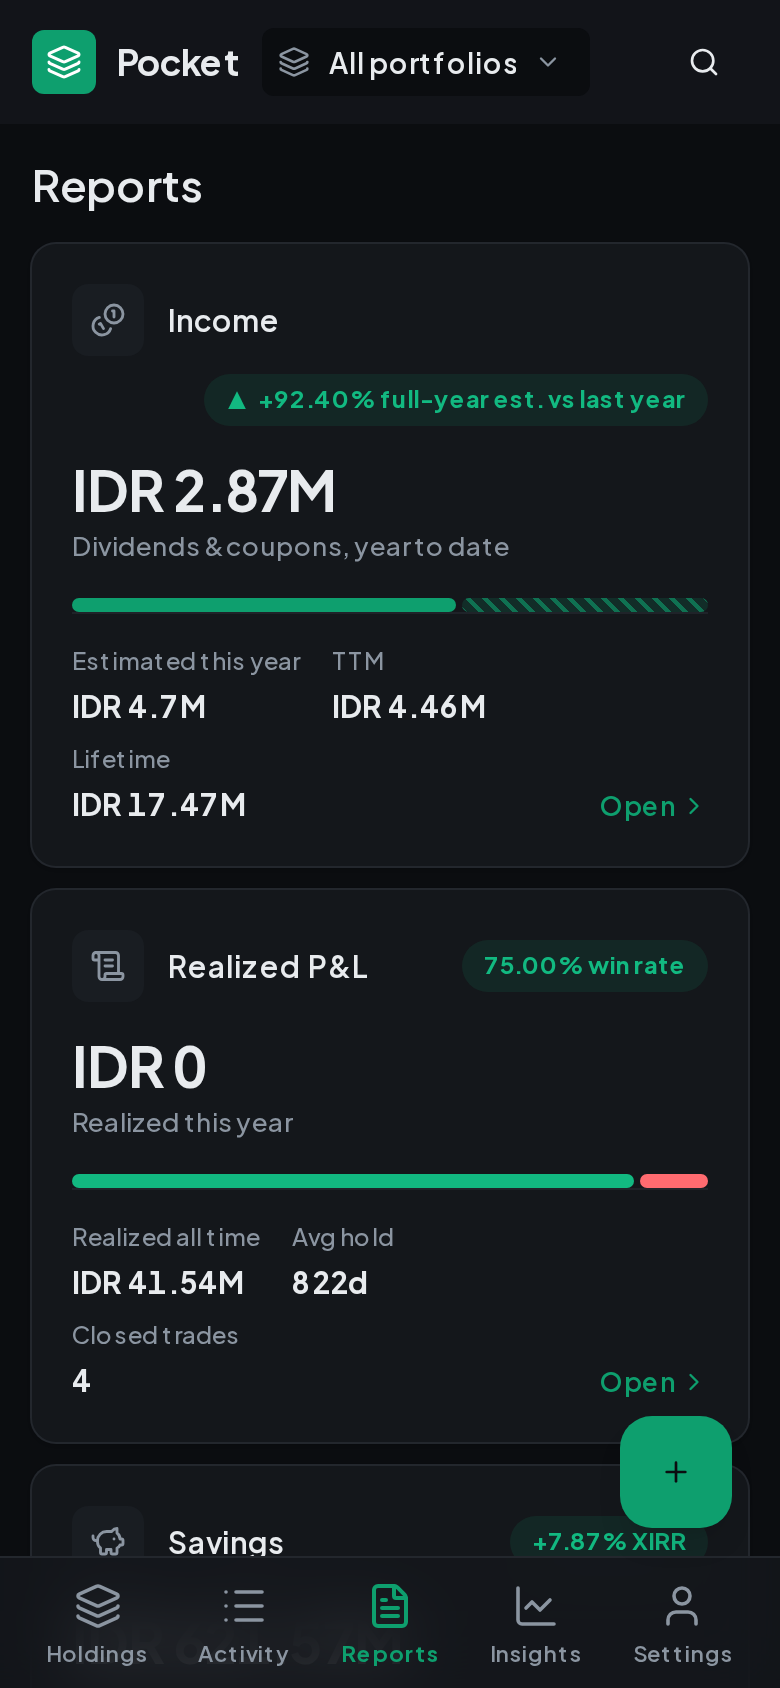 Pocket
All portfolios
Reports
Income
▲ +92.40% full-year est. vs last year
IDR 2.87M
Dividends & coupons, year to date
Estimated this year
TTM
IDR 4.7M
IDR 4.46M
Lifetime
IDR 17.47M
Open
Realized P&L
75.00% win rate
IDR 0
Realized this year
Realized all time
Avg hold
IDR 41.54M
822d
Closed trades
4
Open
+
Savings
+7.87% XIRR
Holdings
Activity
Reports
Insights
Settings